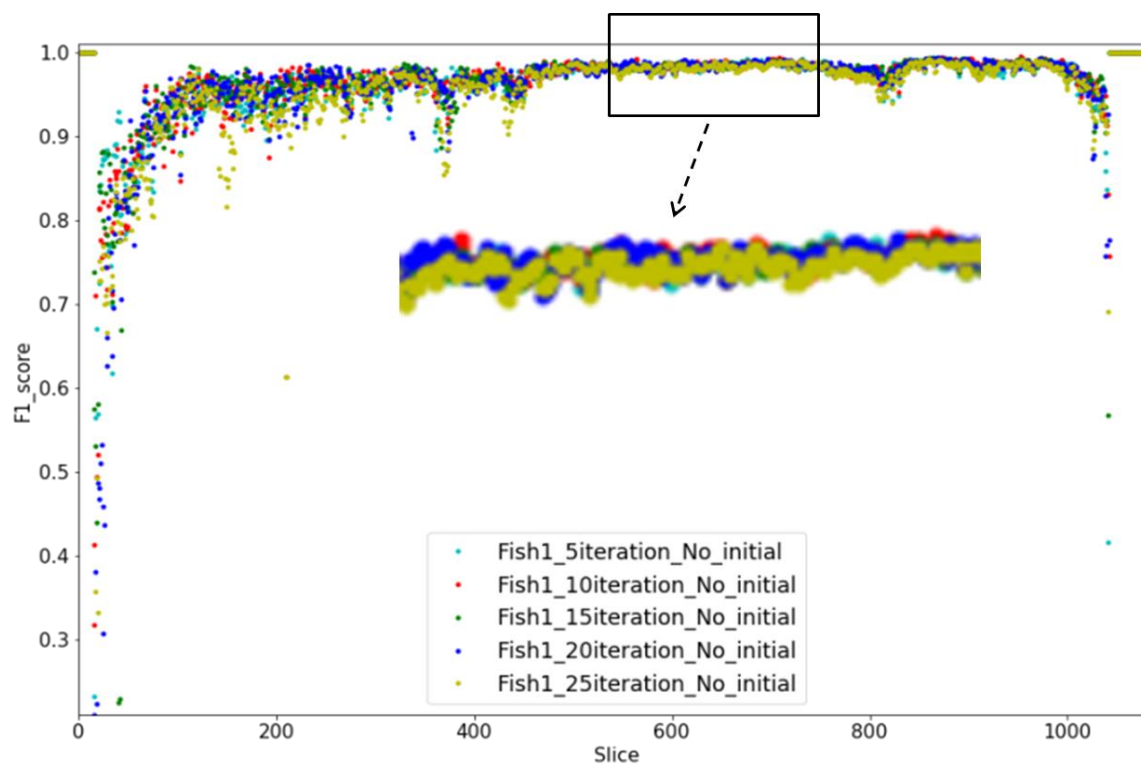 1.0
0.9
0.8
0.7
0.6
0.5
0.4
0.3
F1_score
0 200 400 600 800 1000
Slice
Fish1_5iteration_No_initial
Fish1_10iteration_No_initial
Fish1_15iteration_No_initial
Fish1_20iteration_No_initial
Fish1_25iteration_No_initial